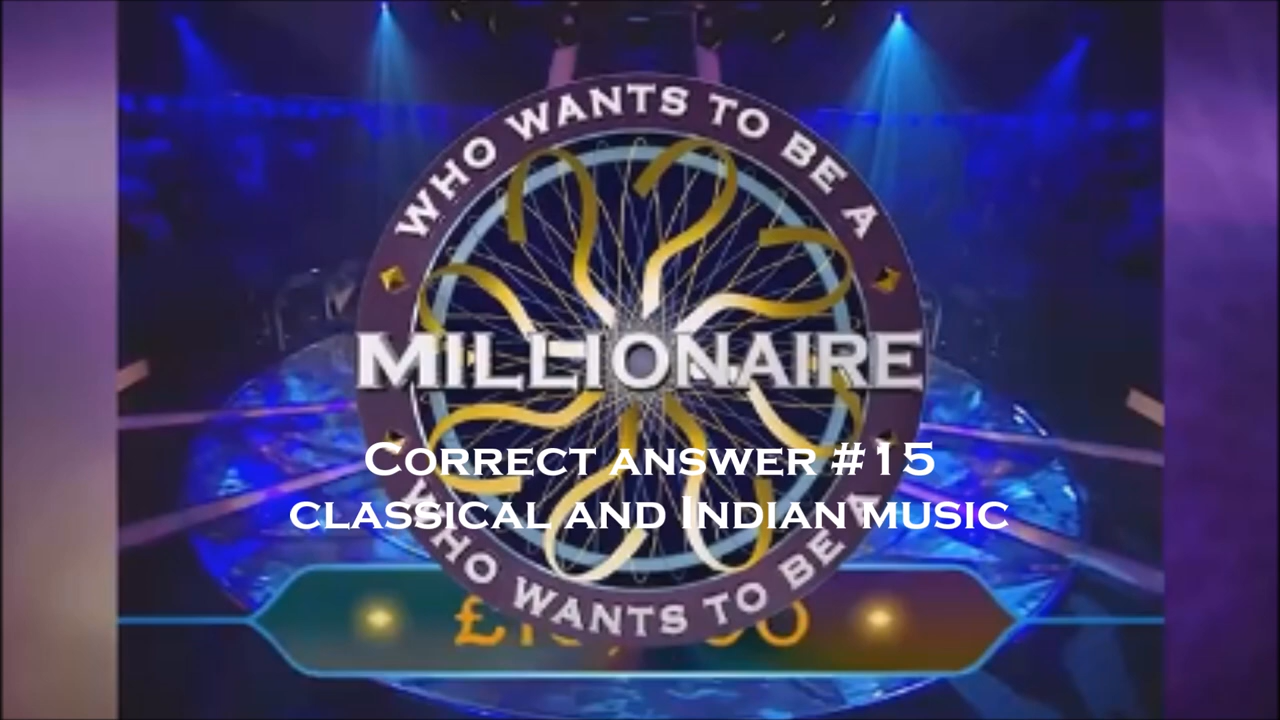 WHO WANTS TO BE A
MILLIONAIRE
CORRECT ANSWER #15
CLASSICAL AND INDIAN MUSIC
WHO WANTS TO BE A